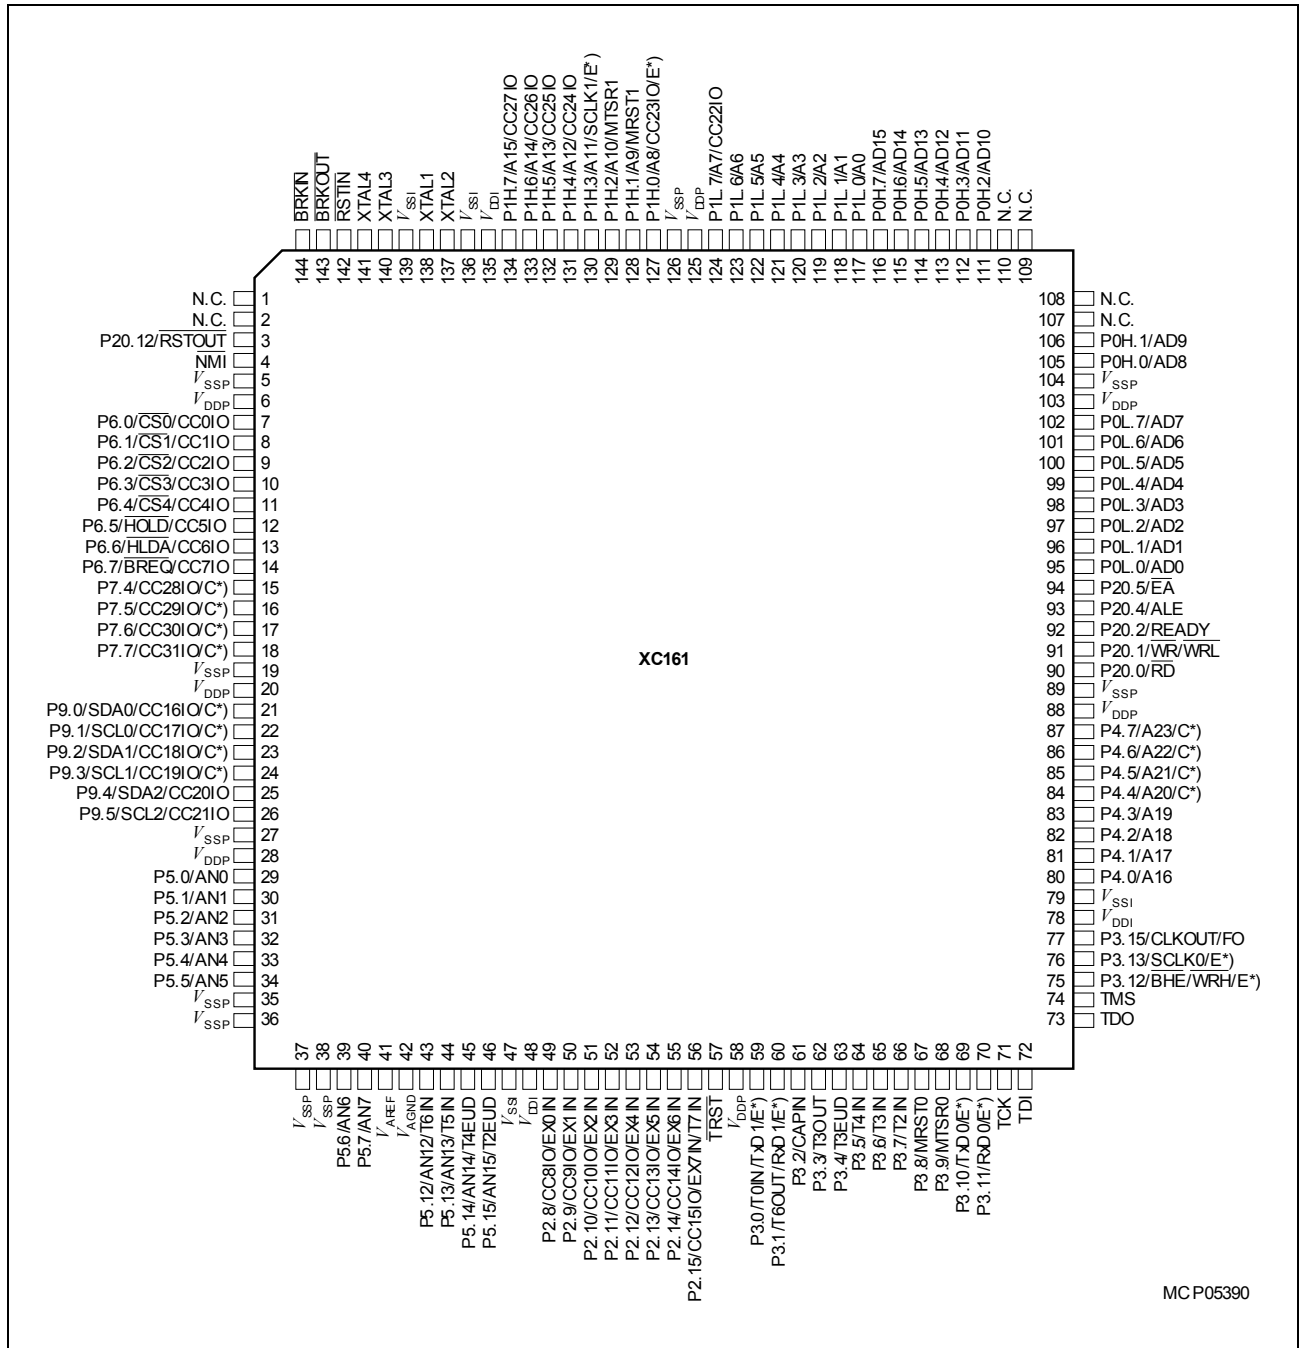 BRKIN
BRKOUT
RSTIN
XTAL4
XTAL3
VSSI
XTAL1
XTAL2
VSSI
VDDI
P1H.7/A15/CC27IO
P1H.6/A14/CC26IO
P1H.5/A13/CC25IO
P1H.4/A12/CC24IO
P1H.3/A11/SCLK1/E*)
P1H.2/A10/MTSR1
P1H.1/A9/MRST1
P1H.0/A8/CC23IO/E*)
VSSP
VDDP
P1L.7/A7/CC22IO
P1L.6/A6
P1L.5/A5
P1L.4/A4
P1L.3/A3
P1L.2/A2
P1L.1/A1
P1L.0/A0
P0H.7/AD15
P0H.6/AD14
P0H.5/AD13
P0H.4/AD12
P0H.3/AD11
P0H.2/AD10
N.C.
N.C.
144 143 142 141 140 139 138 137 136 135 134 133 132 131 130 129 128 127 126 125 124 123 122 121 120 119 118 117 116 115 114 113 112 111 110 109
N.C. 1
N.C. 2
P20.12/RSTOUT 3
NMI 4
VSSP 5
VDDP 6
P6.0/CS0/CC0IO 7
P6.1/CS1/CC1IO 8
P6.2/CS2/CC2IO 9
P6.3/CS3/CC3IO 10
P6.4/CS4/CC4IO 11
P6.5/HOLD/CC5IO 12
P6.6/HLDA/CC6IO 13
P6.7/BREQ/CC7IO 14
P7.4/CC28IO/C*) 15
P7.5/CC29IO/C*) 16
P7.6/CC30IO/C*) 17
P7.7/CC31IO/C*) 18
VSSP 19
VDDP 20
P9.0/SDA0/CC16IO/C*) 21
P9.1/SCL0/CC17IO/C*) 22
P9.2/SDA1/CC18IO/C*) 23
P9.3/SCL1/CC19IO/C*) 24
P9.4/SDA2/CC20IO 25
P9.5/SCL2/CC21IO 26
VSSP 27
VDDP 28
P5.0/AN0 29
P5.1/AN1 30
P5.2/AN2 31
P5.3/AN3 32
P5.4/AN4 33
P5.5/AN5 34
VSSP 35
VSSP 36
XC161
108 N.C.
107 N.C.
106 P0H.1/AD9
105 P0H.0/AD8
104 VSSP
103 VDDP
102 P0L.7/AD7
101 P0L.6/AD6
100 P0L.5/AD5
99 P0L.4/AD4
98 P0L.3/AD3
97 P0L.2/AD2
96 P0L.1/AD1
95 P0L.0/AD0
94 P20.5/EA
93 P20.4/ALE
92 P20.2/READY
91 P20.1/WR/WRL
90 P20.0/RD
89 VSSP
88 VDDP
87 P4.7/A23/C*)
86 P4.6/A22/C*)
85 P4.5/A21/C*)
84 P4.4/A20/C*)
83 P4.3/A19
82 P4.2/A18
81 P4.1/A17
80 P4.0/A16
79 VSSI
78 VDDI
77 P3.15/CLKOUT/FO
76 P3.13/SCLK0/E*)
75 P3.12/BHE/WRH/E*)
74 TMS
73 TDO
37 38 39 40 41 42 43 44 45 46 47 48 49 50 51 52 53 54 55 56 57 58 59 60 61 62 63 64 65 66 67 68 69 70 71 72
VSSP
VSSP
P5.6/AN6
P5.7/AN7
VAREF
VAGND
P5.12/AN12/T6IN
P5.13/AN13/T5IN
P5.14/AN14/T4EUD
P5.15/AN15/T2EUD
VSSI
VDDI
P2.8/CC8IO/EX0IN
P2.9/CC9IO/EX1IN
P2.10/CC10IO/EX2IN
P2.11/CC11IO/EX3IN
P2.12/CC12IO/EX4IN
P2.13/CC13IO/EX5IN
P2.14/CC14IO/EX6IN
P2.15/CC15IO/EX7IN/T7IN
TRST
VDDP
P3.0/T0IN/TxD1/E*)
P3.1/T6OUT/RxD1/E*)
P3.2/CAPIN
P3.3/T3OUT
P3.4/T3EUD
P3.5/T4IN
P3.6/T3IN
P3.7/T2IN
P3.8/MRST0
P3.9/MTSR0
P3.10/TxD0/E*)
P3.11/RxD0/E*)
TCK
TDI
MCP05390